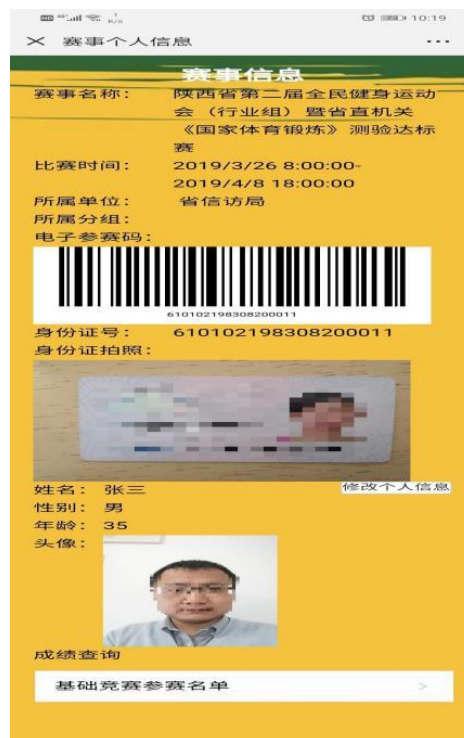 1
K/s
10:19
× 赛事个人信息 ···
赛事信息
赛事名称: 陕西省第二届全民健身运动
会(行业组)暨省直机关
《国家体育锻炼》测验达标
赛
比赛时间: 2019/3/26 8:00:00-
2019/4/8 18:00:00
所属单位: 省信访局
所属分组:
电子参赛码:
610102198308200011
身份证号: 610102198308200011
身份证拍照:
姓名: 张三
修改个人信息
性别: 男
年龄: 35
头像:
成绩查询
基础竞赛参赛名单 >